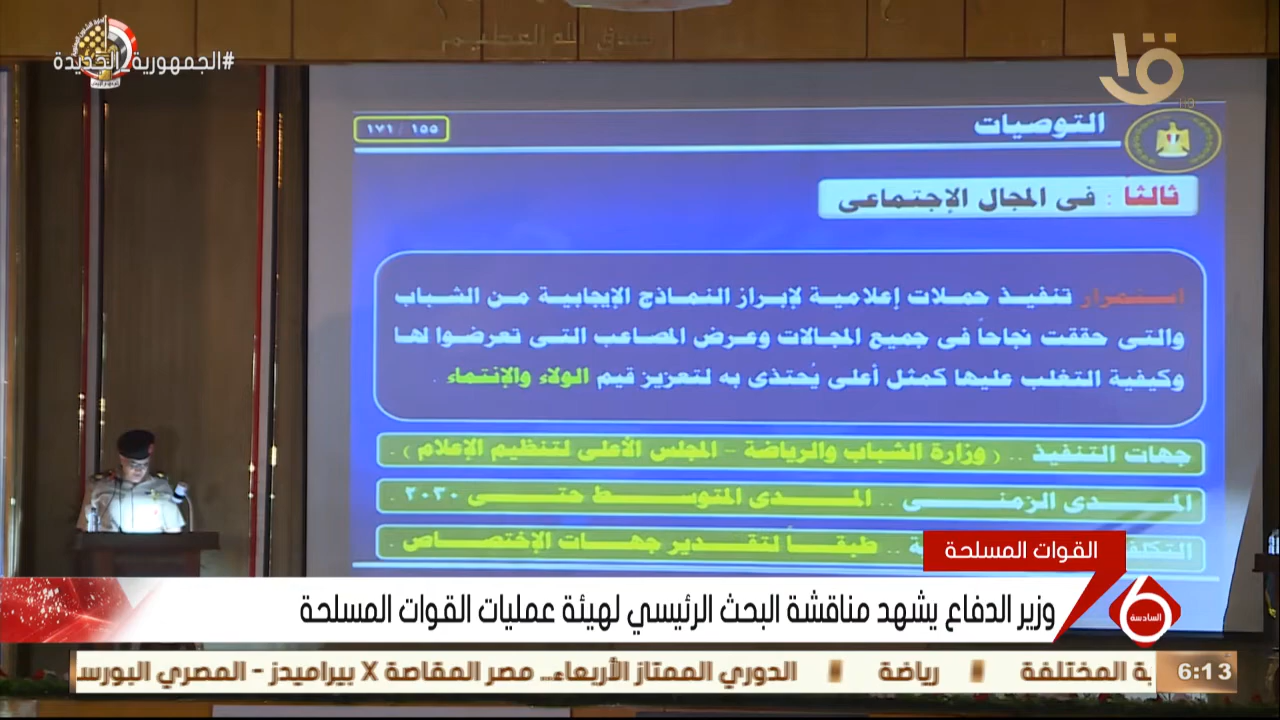 صدق الله العظيم
#الجمهورية_الجديدة
HD
التوصيات
١٥٥ / ١٧١
ثالثاً : فى المجال الإجتماعى
استمرار تنفيذ حملات إعلامية لإبراز النماذج الإيجابية من الشباب
والتى حققت نجاحاً فى جميع المجالات وعرض المصاعب التى تعرضوا لها
وكيفية التغلب عليها كمثل أعلى يُحتذى به لتعزيز قيم الولاء والإنتماء .
جهات التنفيذ .. ( وزارة الشباب والرياضة - المجلس الأعلى لتنظيم الإعلام ) .
المدى الزمنى .. المدى المتوسط حتى ٢٠٣٠ .
طبقاً لتقدير جهات الإختصاص .
القوات المسلحة
وزير الدفاع يشهد مناقشة البحث الرئيسي لهيئة عمليات القوات المسلحة
السادسة
6:13
المختلفة
رياضة
الدوري الممتاز الأربعاء.. مصر المقاصة X بيراميدز - المصري